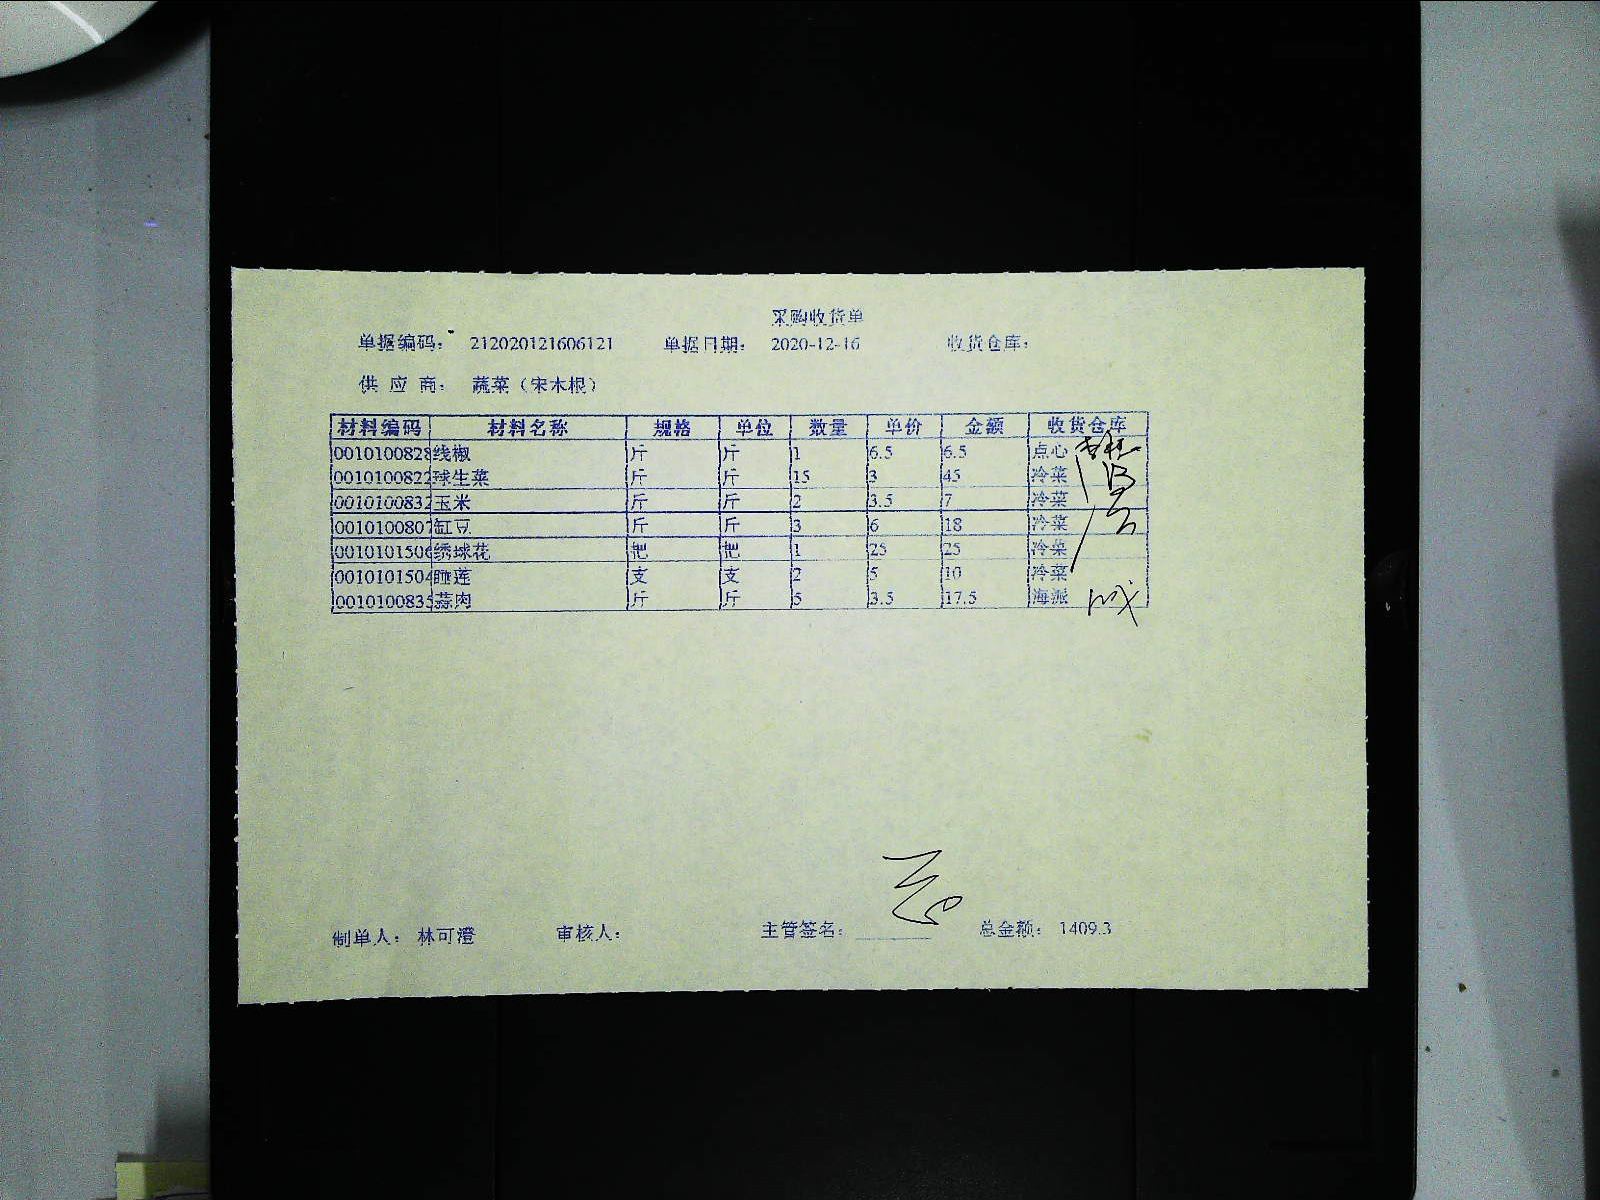 采购收货单
单据编码： 212020121606121 单据日期： 2020-12-16 收货仓库：
供 应 商： 蔬菜（宋木根）
材料编码 材料名称 规格 单位 数量 单价 金额 收货仓库
0010100828 线椒 斤 斤 1 6.5 6.5 点心
0010100822 球生菜 斤 斤 15 3 45 冷菜
0010100832 玉米 斤 斤 2 3.5 7 冷菜
0010100807 缸豆 斤 斤 3 6 18 冷菜
0010101506 绣球花 把 把 1 25 25 冷菜
0010101504 睡莲 支 支 2 5 10 冷菜
0010100835 蒜肉 斤 斤 5 3.5 17.5 海派
制单人： 林可澄 审核人： 主管签名： 总金额： 1409.3